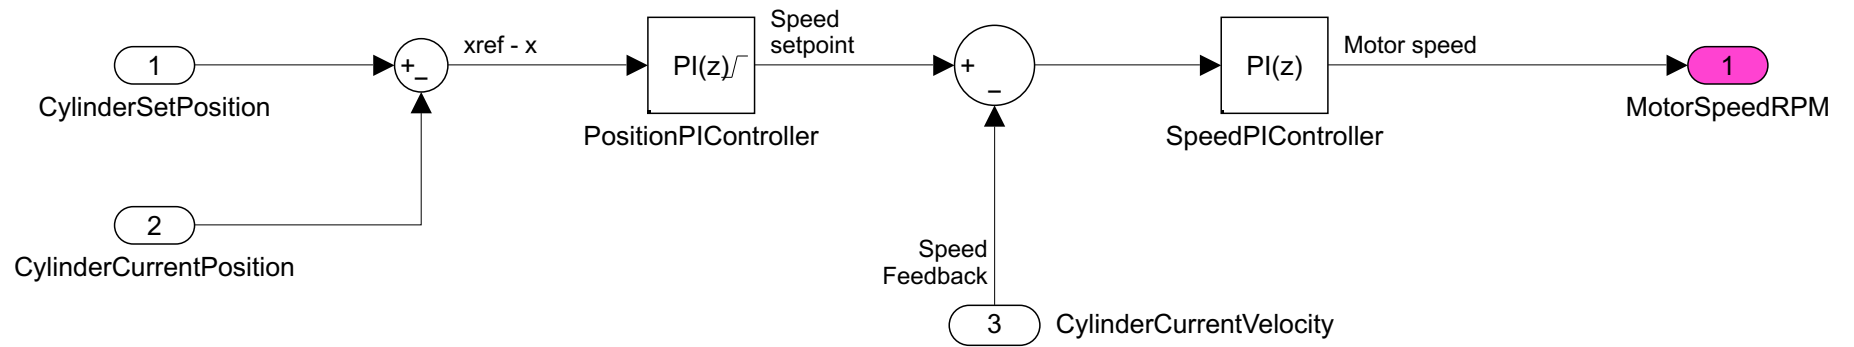 1
CylinderSetPosition
+
−
xref - x
PI(z)
PositionPIController
Speed
setpoint
+
−
PI(z)
SpeedPIController
Motor speed
1
MotorSpeedRPM
2
CylinderCurrentPosition
Speed
Feedback
3
CylinderCurrentVelocity